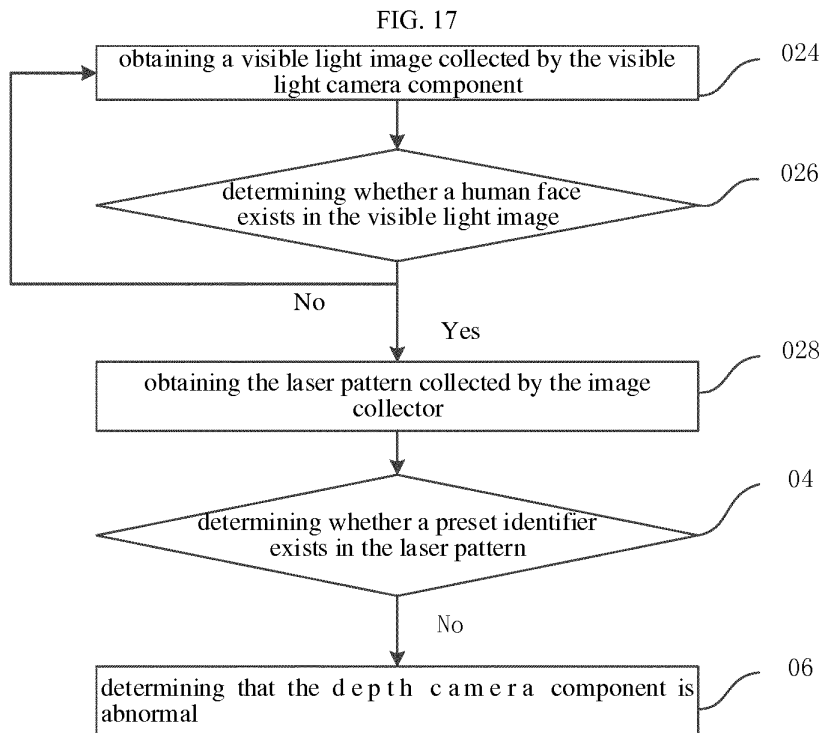 FIG. 17
obtaining a visible light image collected by the visible
light camera component
024
determining whether a human face
exists in the visible light image
026
No
Yes
obtaining the laser pattern collected by the image
collector
028
determining whether a preset identifier
exists in the laser pattern
04
No
determining that the depth camera component is
abnormal
06